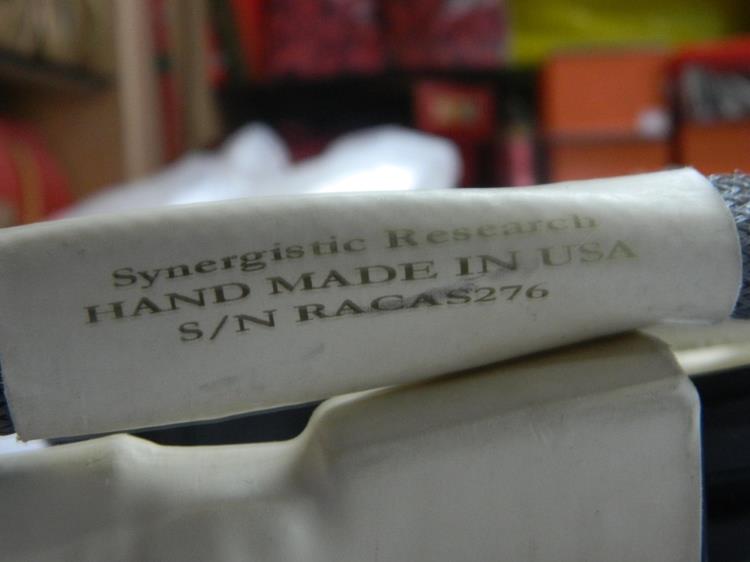 Synergistic Research
HAND MADE IN USA
S/N RACAS276